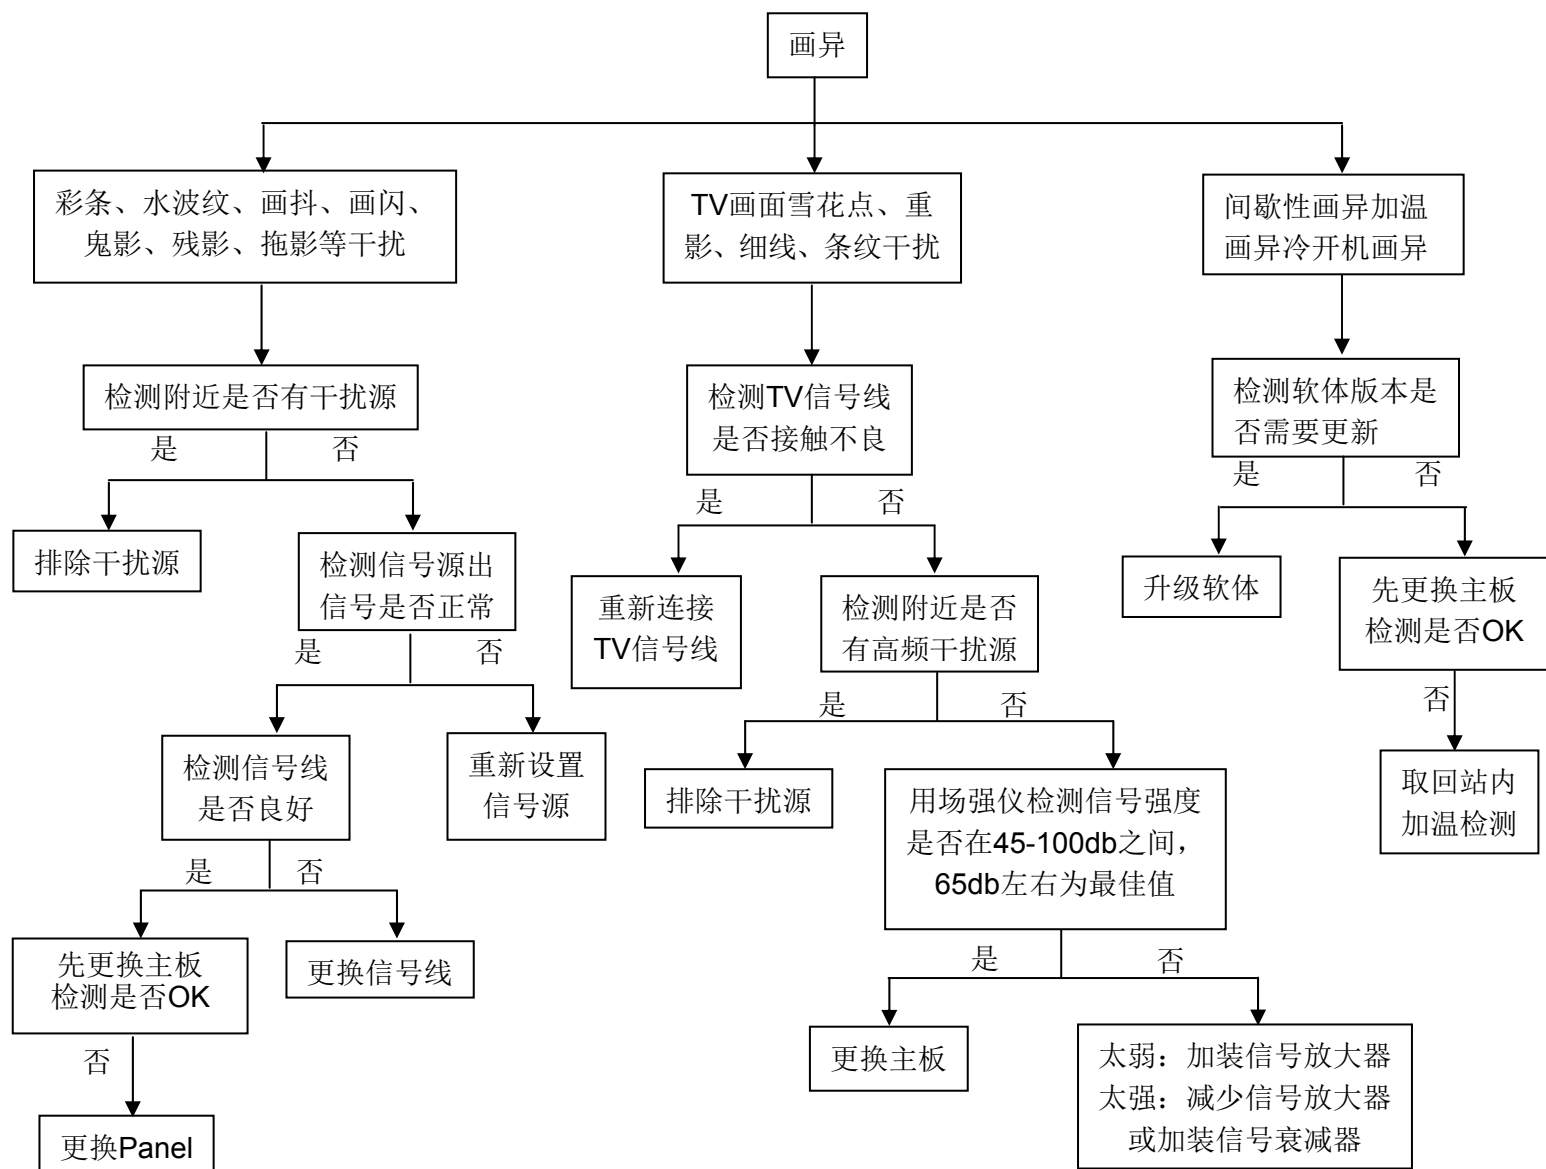 画异
彩条、水波纹、画抖、画闪、
鬼影、残影、拖影等干扰
TV画面雪花点、重
影、细线、条纹干扰
间歇性画异加温
画异冷开机画异
检测附近是否有干扰源
检测TV信号线
是否接触不良
检测软体版本是
否需要更新
是
否
是
否
是
否
排除干扰源
检测信号源出
信号是否正常
重新连接
TV信号线
检测附近是否
有高频干扰源
升级软体
先更换主板
检测是否OK
是
否
是
否
否
检测信号线
是否良好
重新设置
信号源
排除干扰源
用场强仪检测信号强度
是否在45-100db之间，
65db左右为最佳值
取回站内
加温检测
是
否
是
否
先更换主板
检测是否OK
更换信号线
更换主板
太弱：加装信号放大器
太强：减少信号放大器
或加装信号衰减器
否
更换Panel